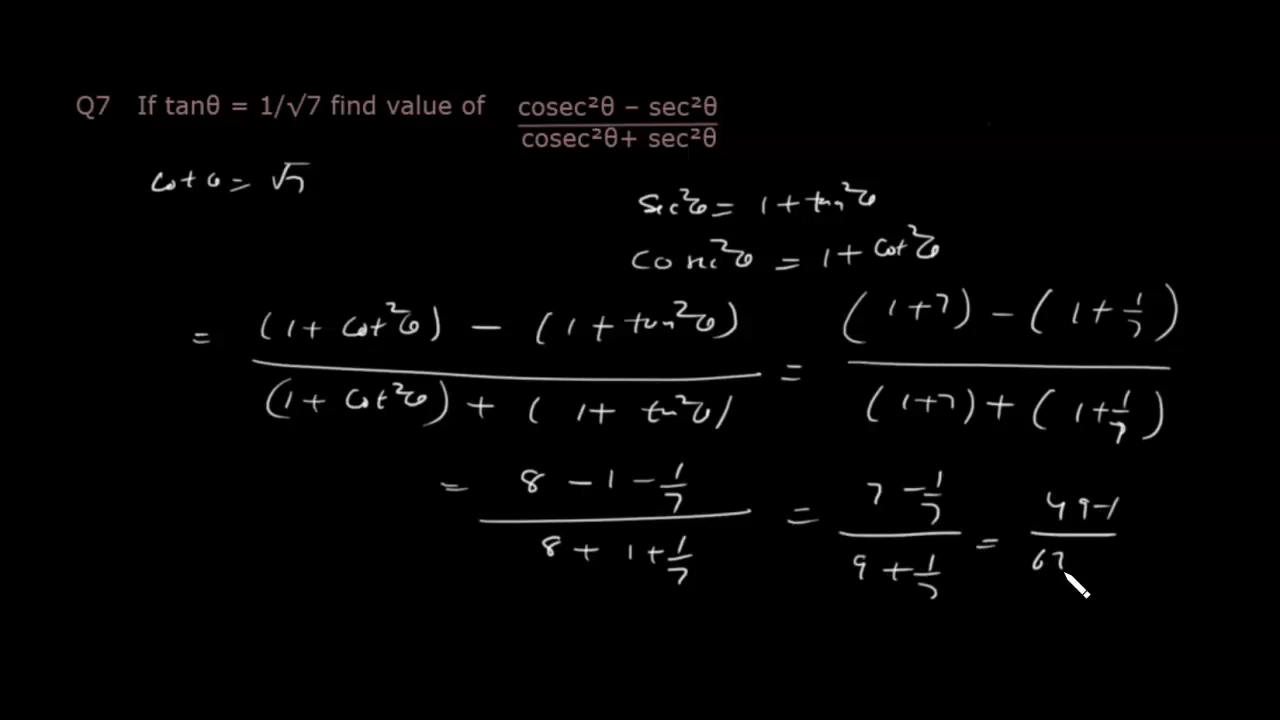 Q7 If tanθ = 1/√7 find value of cosec²θ – sec²θ
cosec²θ+ sec²θ
cot θ = √7
sec²θ = 1 + tan²θ
cosec²θ = 1 + cot²θ
= (1 + cot²θ) − (1 + tan²θ) = (1+7) − (1 + 1/7)
(1 + cot²θ) + (1 + tan²θ) (1+7) + (1 + 1/7)
= 8 − 1 − 1/7 = 7 − 1/7 = 49−1
8 + 1 + 1/7 9 + 1/7 63